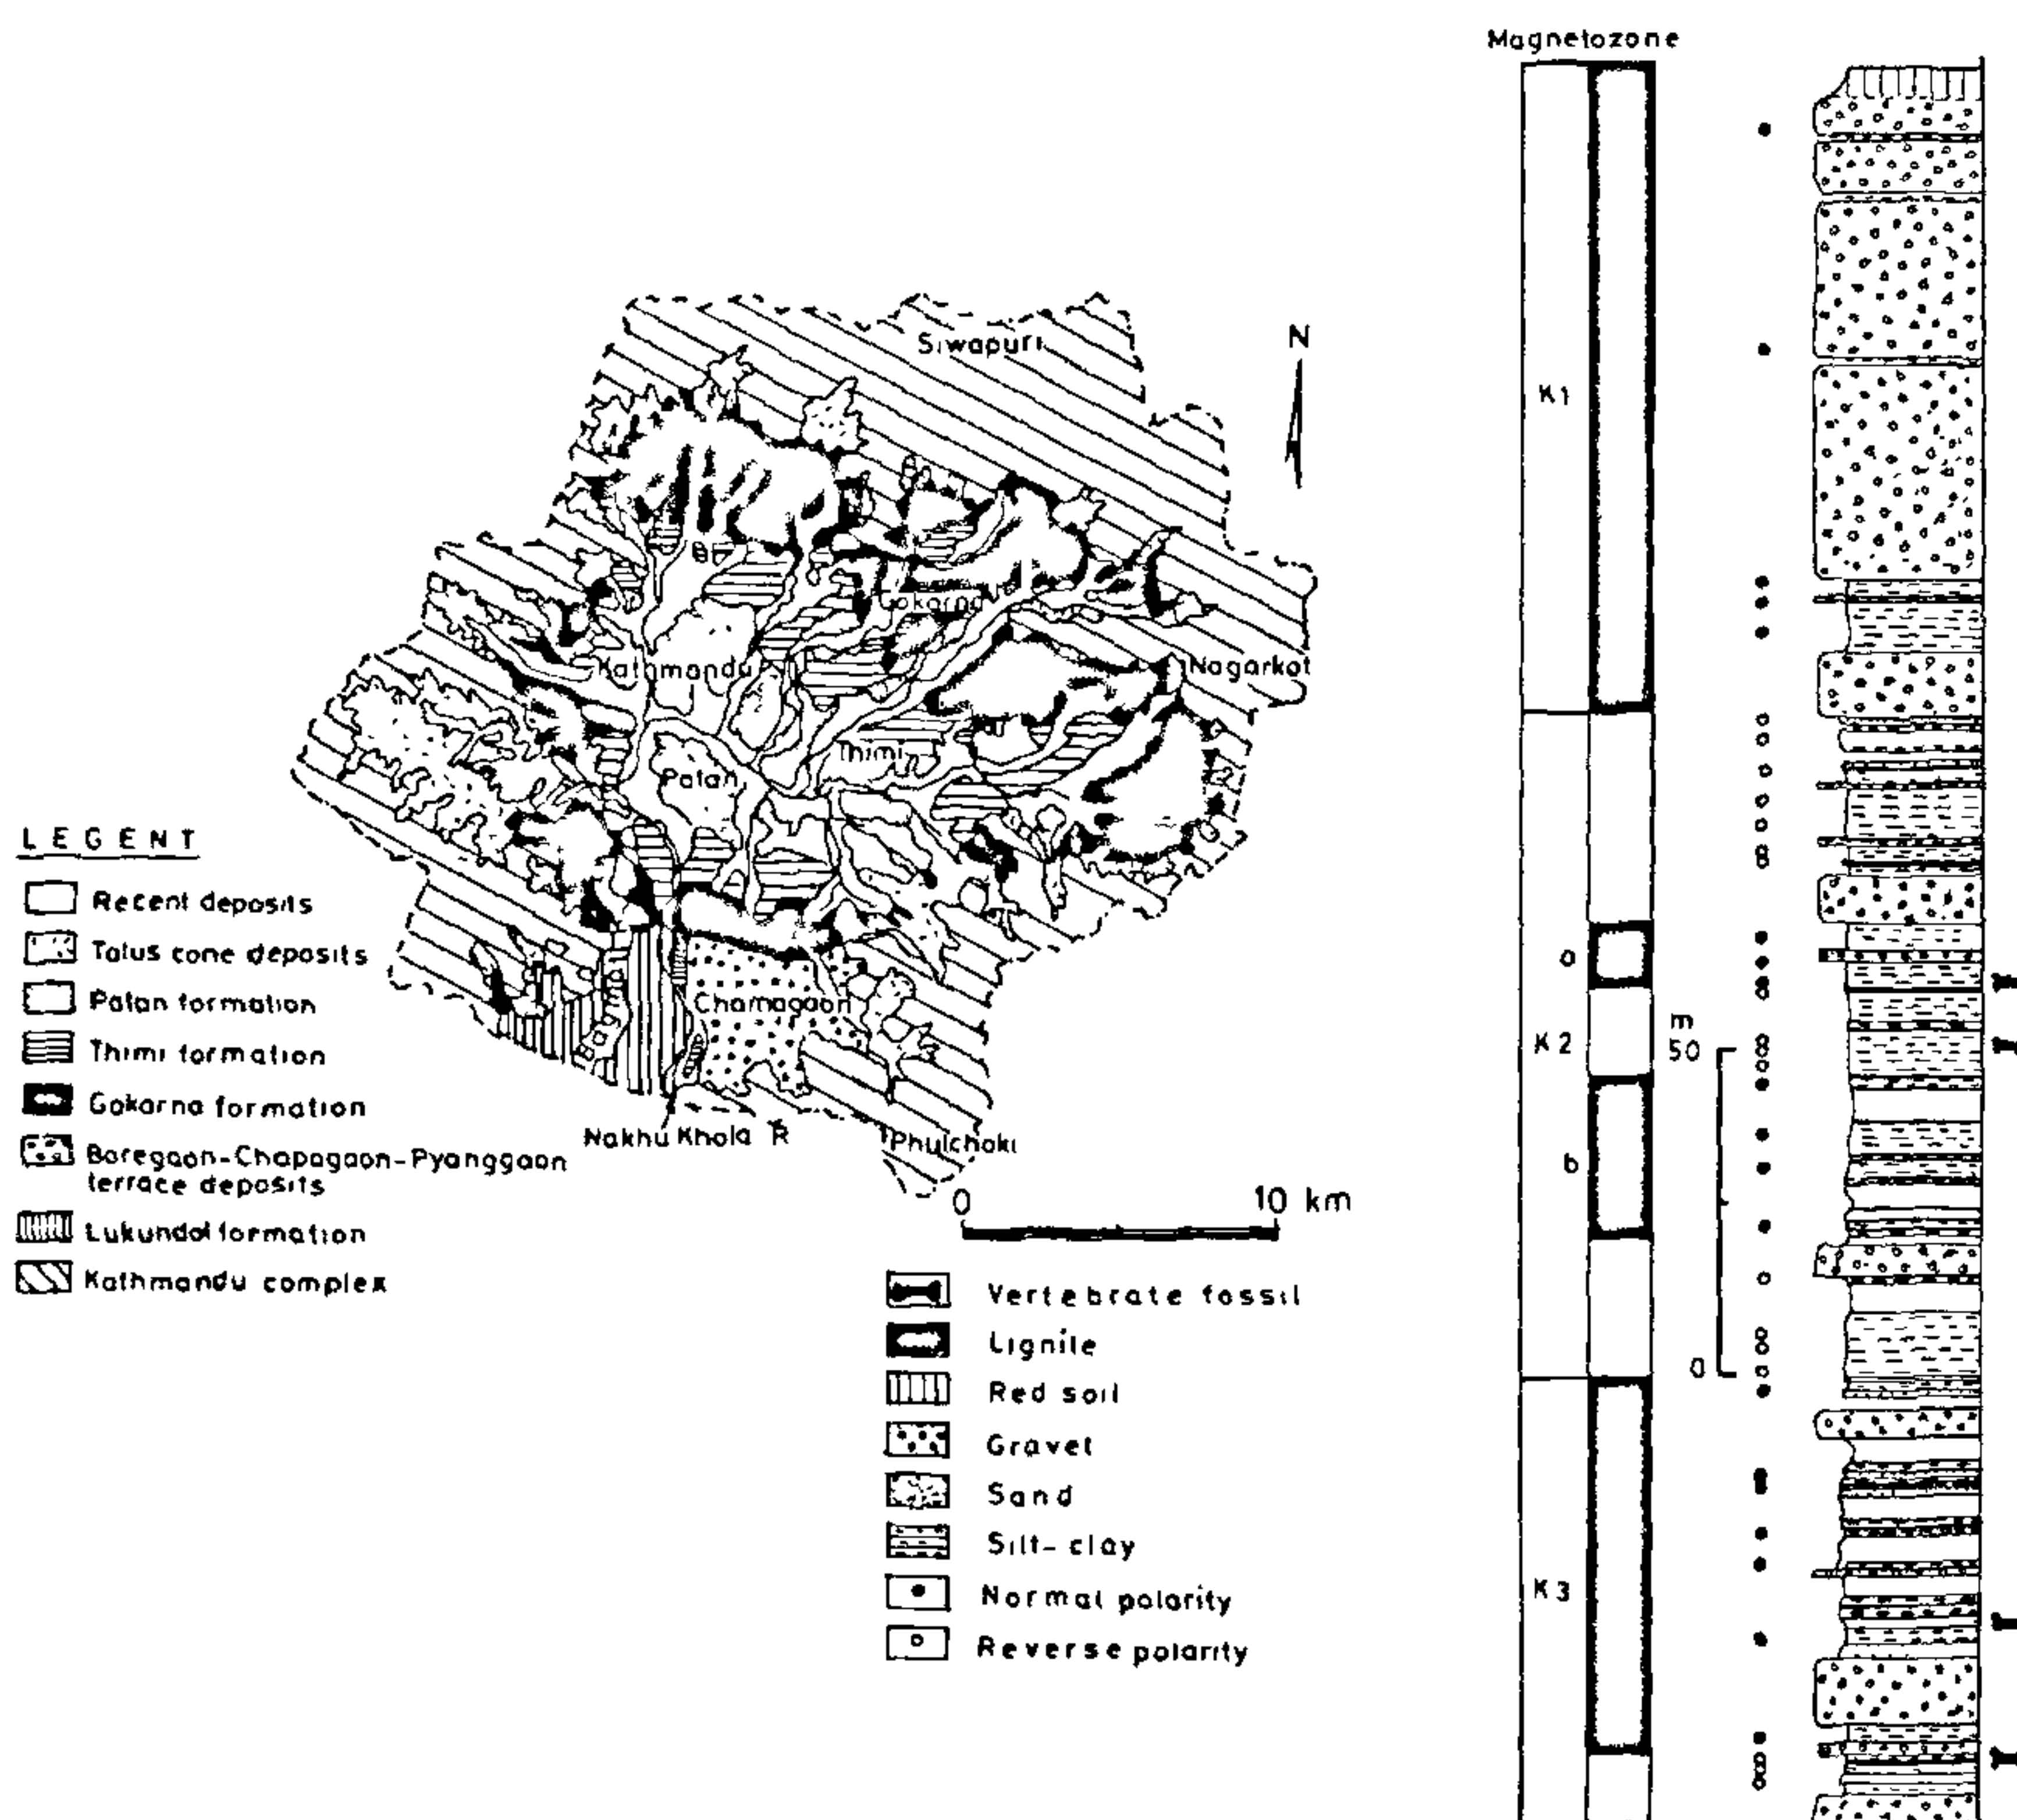 Magnetozone
K1
a
K2
b
K3
m
50
0
N
Siwapuri
Gokarna
Kathmandu
Nagarkot
Thimi
Patan
Chamagaon
Nakhu Khola R
Phulchoki
0 10 km
LEGENT
Recent deposits
Talus cone deposits
Patan formation
Thimi formation
Gokarna formation
Boregaon-Chapagaon-Pyanggaon
terrace deposits
Lukundol formation
Kathmandu complex
Vertebrate fossil
Lignile
Red soil
Gravet
Sand
Silt-clay
Normal polarity
Reverse polarity